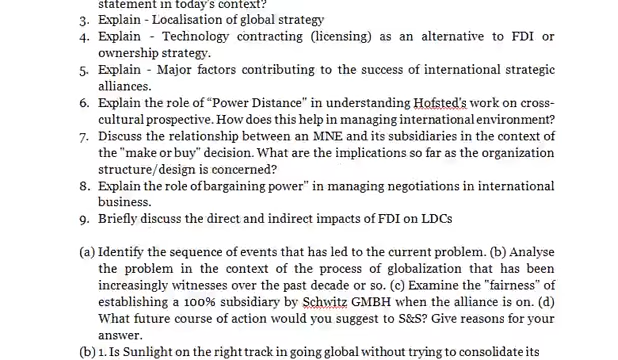 statement in today's context?
3. Explain - Localisation of global strategy
4. Explain - Technology contracting (licensing) as an alternative to FDI or
ownership strategy.
5. Explain - Major factors contributing to the success of international strategic
alliances.
6. Explain the role of "Power Distance" in understanding Hofsted's work on cross-
cultural prospective. How does this help in managing international environment?
7. Discuss the relationship between an MNE and its subsidiaries in the context of
the "make or buy" decision. What are the implications so far as the organization
structure/design is concerned?
8. Explain the role of bargaining power" in managing negotiations in international
business.
9. Briefly discuss the direct and indirect impacts of FDI on LDCs
(a) Identify the sequence of events that has led to the current problem. (b) Analyse
the problem in the context of the process of globalization that has been
increasingly witnesses over the past decade or so. (c) Examine the "fairness" of
establishing a 100% subsidiary by Schwitz GMBH when the alliance is on. (d)
What future course of action would you suggest to S&S? Give reasons for your
answer.
(b) 1. Is Sunlight on the right track in going global without trying to consolidate its